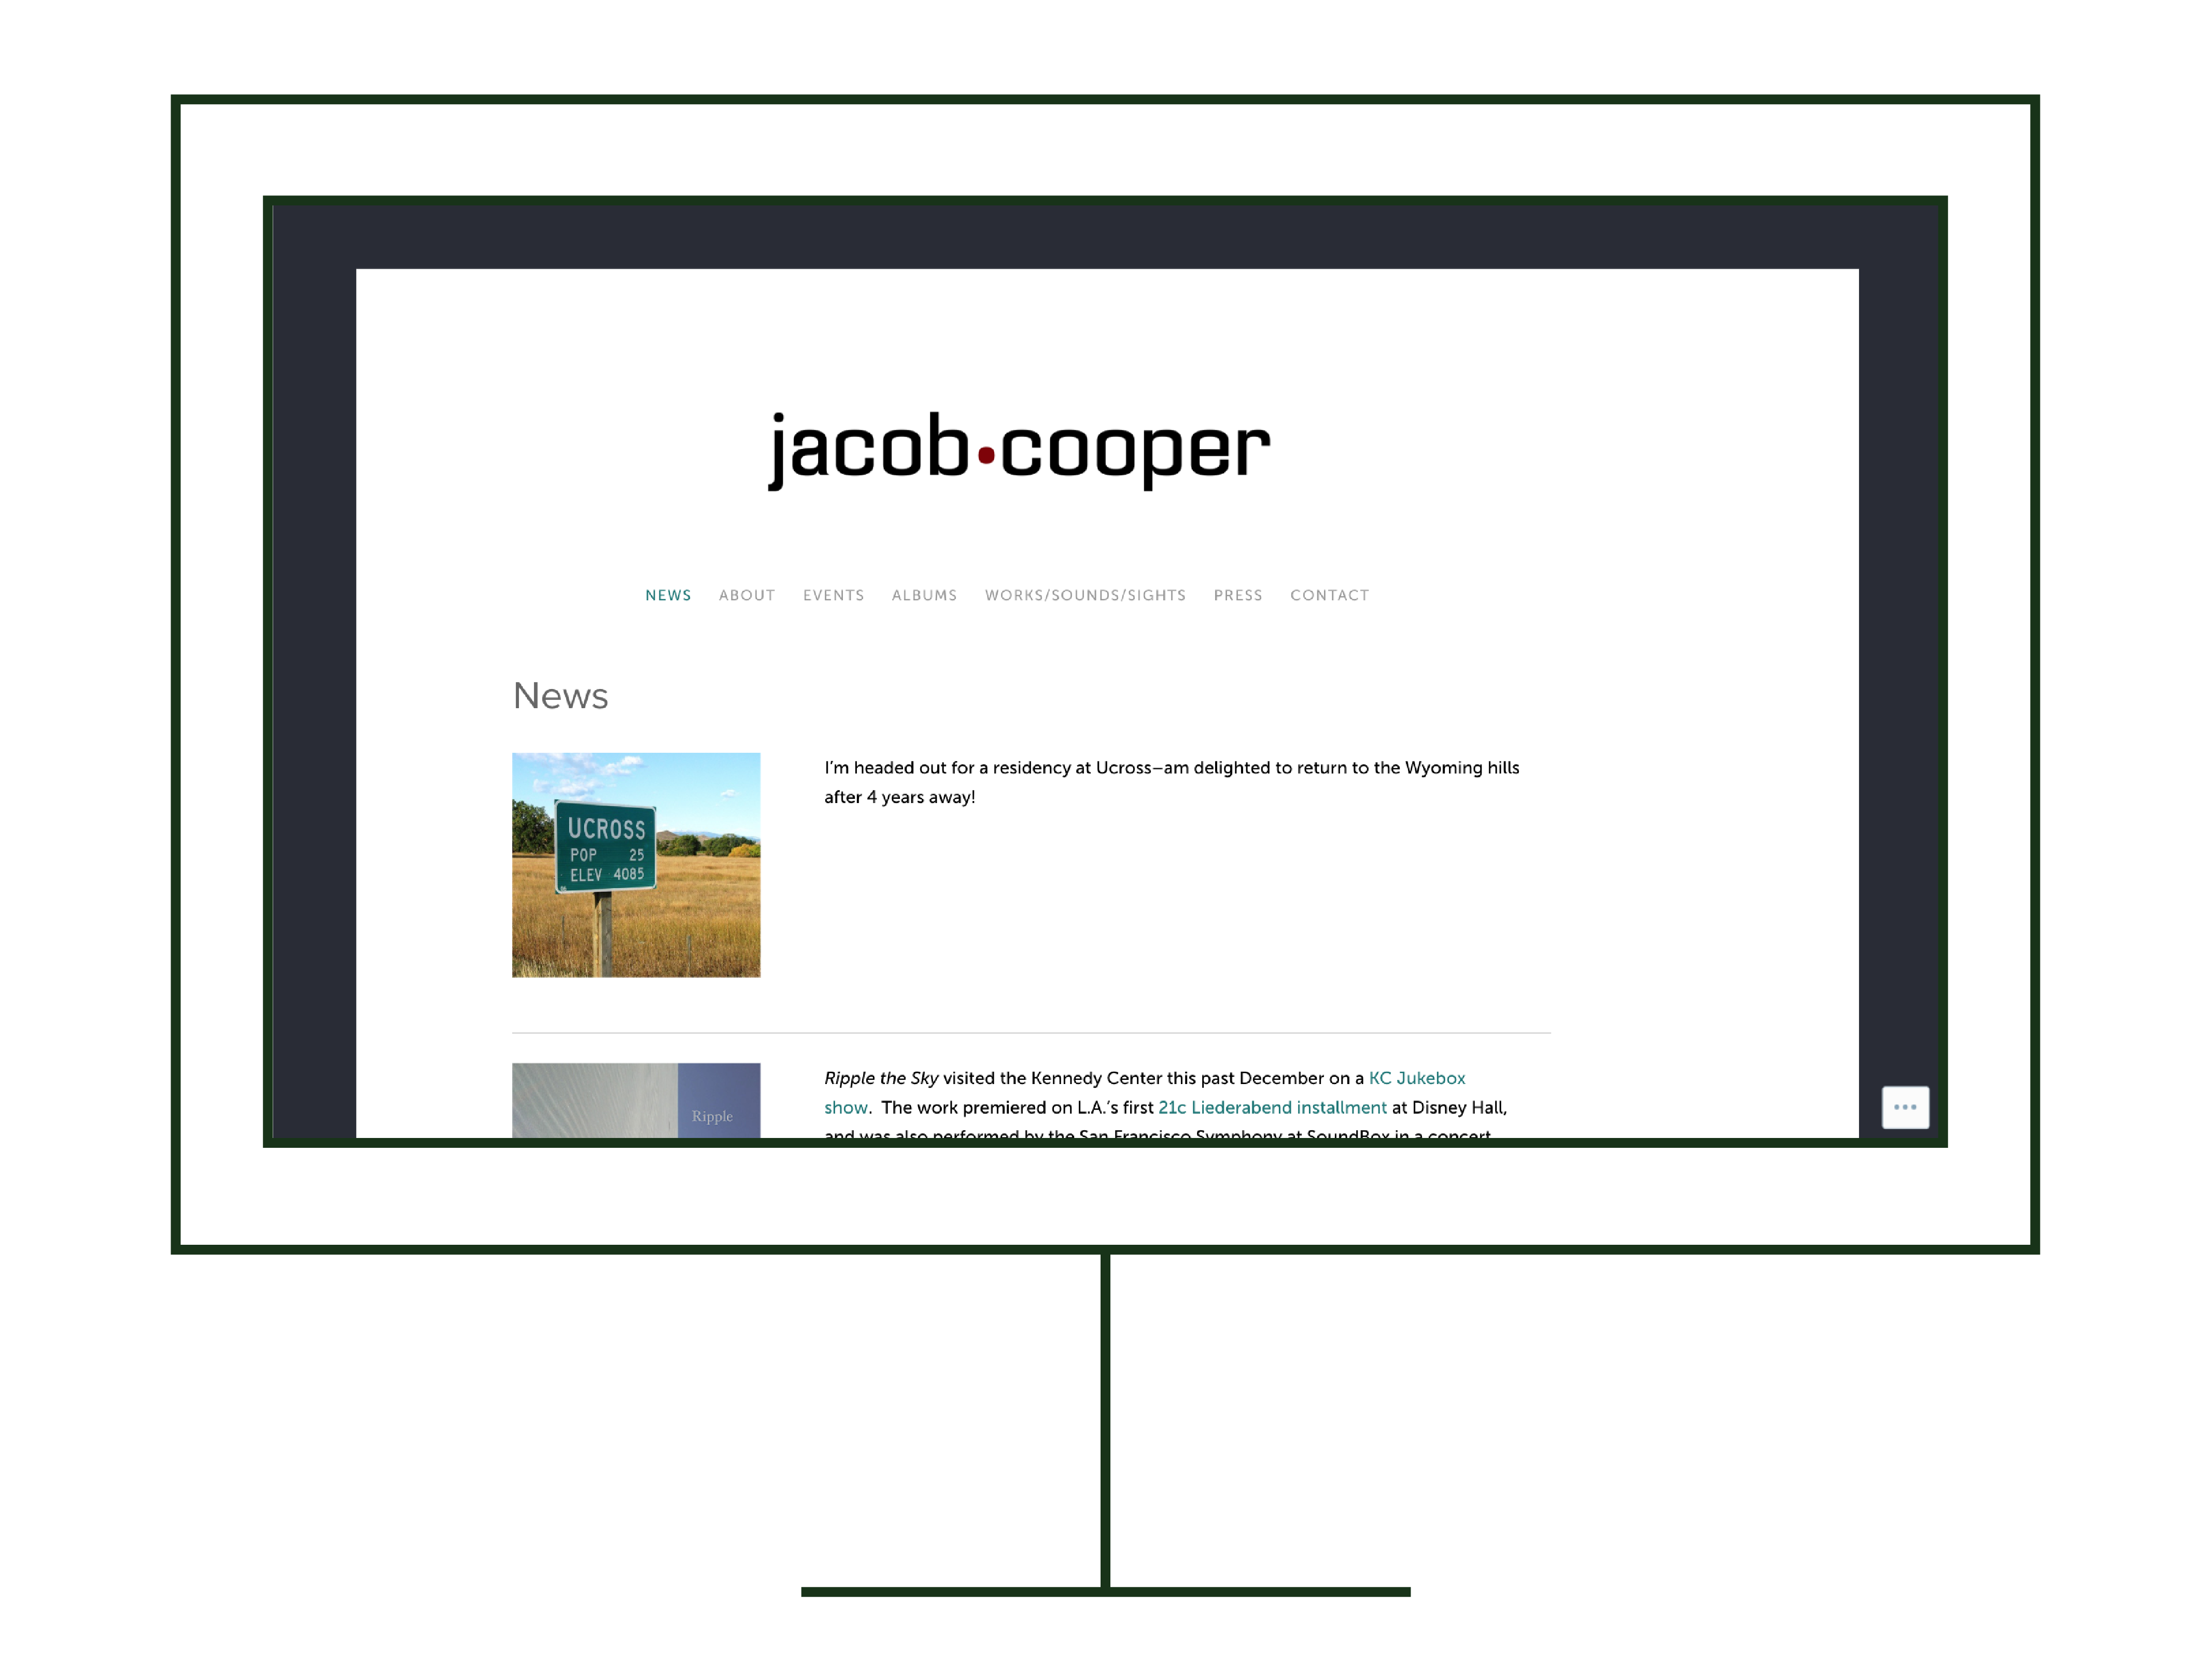 jacob•cooper
NEWS ABOUT EVENTS ALBUMS WORKS/SOUNDS/SIGHTS PRESS CONTACT
News
UCROSS
POP 25
ELEV 4085
I'm headed out for a residency at Ucross–am delighted to return to the Wyoming hills
after 4 years away!
Ripple
Ripple the Sky visited the Kennedy Center this past December on a KC Jukebox
show. The work premiered on L.A.'s first 21c Liederabend installment at Disney Hall,
and was also performed by the San Francisco Symphony at SoundBox in a concert